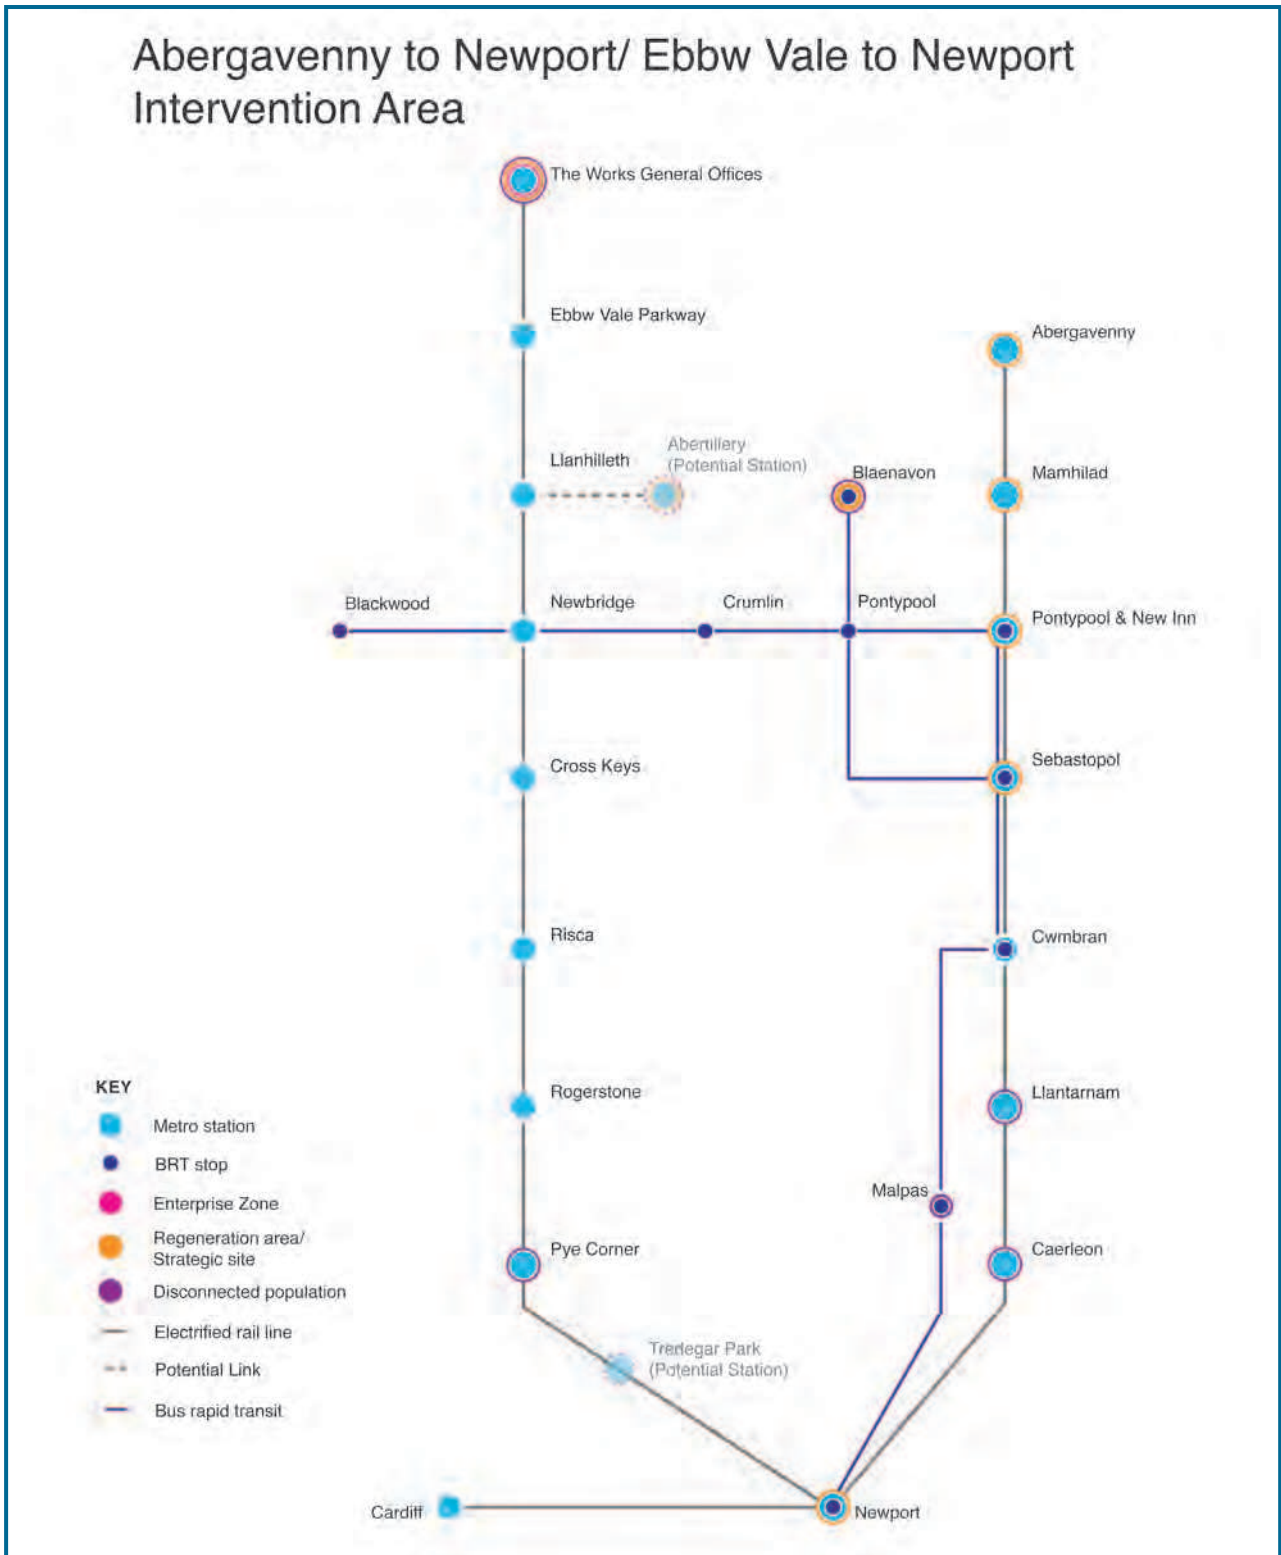 Abergavenny to Newport/ Ebbw Vale to Newport
Intervention Area
The Works General Offices
Ebbw Vale Parkway
Abergavenny
Llanhilleth
Abertillery
(Potential Station)
Blaenavon
Mamhilad
Blackwood
Newbridge
Crumlin
Pontypool
Pontypool & New Inn
Cross Keys
Sebastopol
Risca
Cwmbran
Rogerstone
Llantarnam
Malpas
Pye Corner
Caerleon
Tredegar Park
(Potential Station)
Cardiff
Newport
KEY
Metro station
BRT stop
Enterprise Zone
Regeneration area/
Strategic site
Disconnected population
Electrified rail line
Potential Link
Bus rapid transit